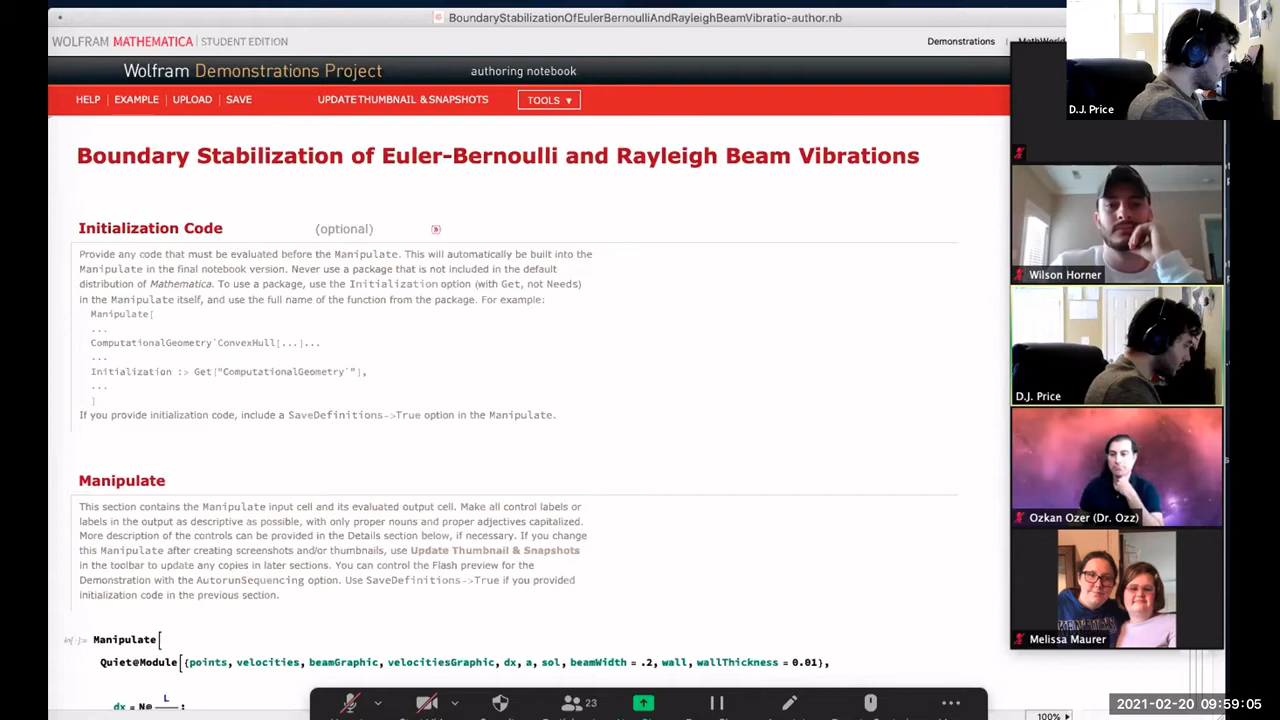 BoundaryStabilizationOfEulerBernoulliAndRayleighBeamVibratio-author.nb
WOLFRAM MATHEMATICA | STUDENT EDITION
Demonstrations | MathWorld
Wolfram Demonstrations Project
authoring notebook
HELP | EXAMPLE | UPLOAD | SAVE
UPDATE THUMBNAIL & SNAPSHOTS
TOOLS ▼
Boundary Stabilization of Euler-Bernoulli and Rayleigh Beam Vibrations
Initialization Code (optional)
Provide any code that must be evaluated before the Manipulate. This will automatically be built into the
Manipulate in the final notebook version. Never use a package that is not included in the default
distribution of Mathematica. To use a package, use the Initialization option (with Get, not Needs)
in the Manipulate itself, and use the full name of the function from the package. For example:
Manipulate[
...
ComputationalGeometry`ConvexHull[...]...
...
Initialization :> Get["ComputationalGeometry`"],
...
]
If you provide initialization code, include a SaveDefinitions->True option in the Manipulate.
Manipulate
This section contains the Manipulate input cell and its evaluated output cell. Make all control labels or
labels in the output as descriptive as possible, with only proper nouns and proper adjectives capitalized.
More description of the controls can be provided in the Details section below, if necessary. If you change
this Manipulate after creating screenshots and/or thumbnails, use Update Thumbnail & Snapshots
in the toolbar to update any copies in later sections. You can control the Flash preview for the
Demonstration with the AutorunSequencing option. Use SaveDefinitions->True if you provided
initialization code in the previous section.
In[·]:= Manipulate[
Quiet@Module[{points, velocities, beamGraphic, velocitiesGraphic, dx, a, sol, beamWidth = .2, wall, wallThickness = 0.01},
L
dx = N@ ;
D.J. Price
Wilson Horner
D.J. Price
Ozkan Ozer (Dr. Ozz)
Melissa Maurer
23
100%
2021-02-20 09:59:05